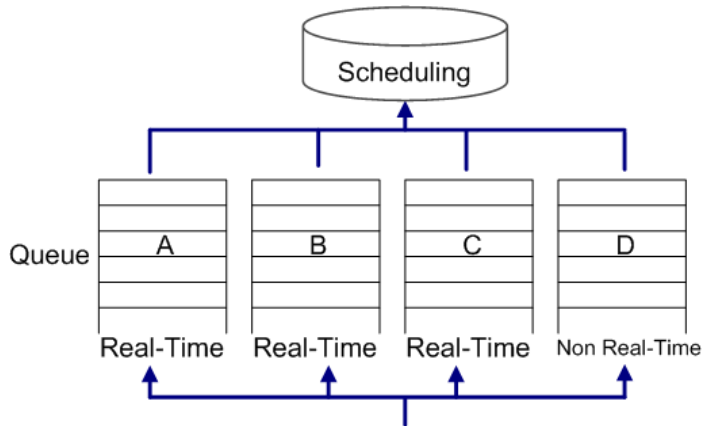 Scheduling
Queue
A
B
C
D
Real-Time
Real-Time
Real-Time
Non Real-Time